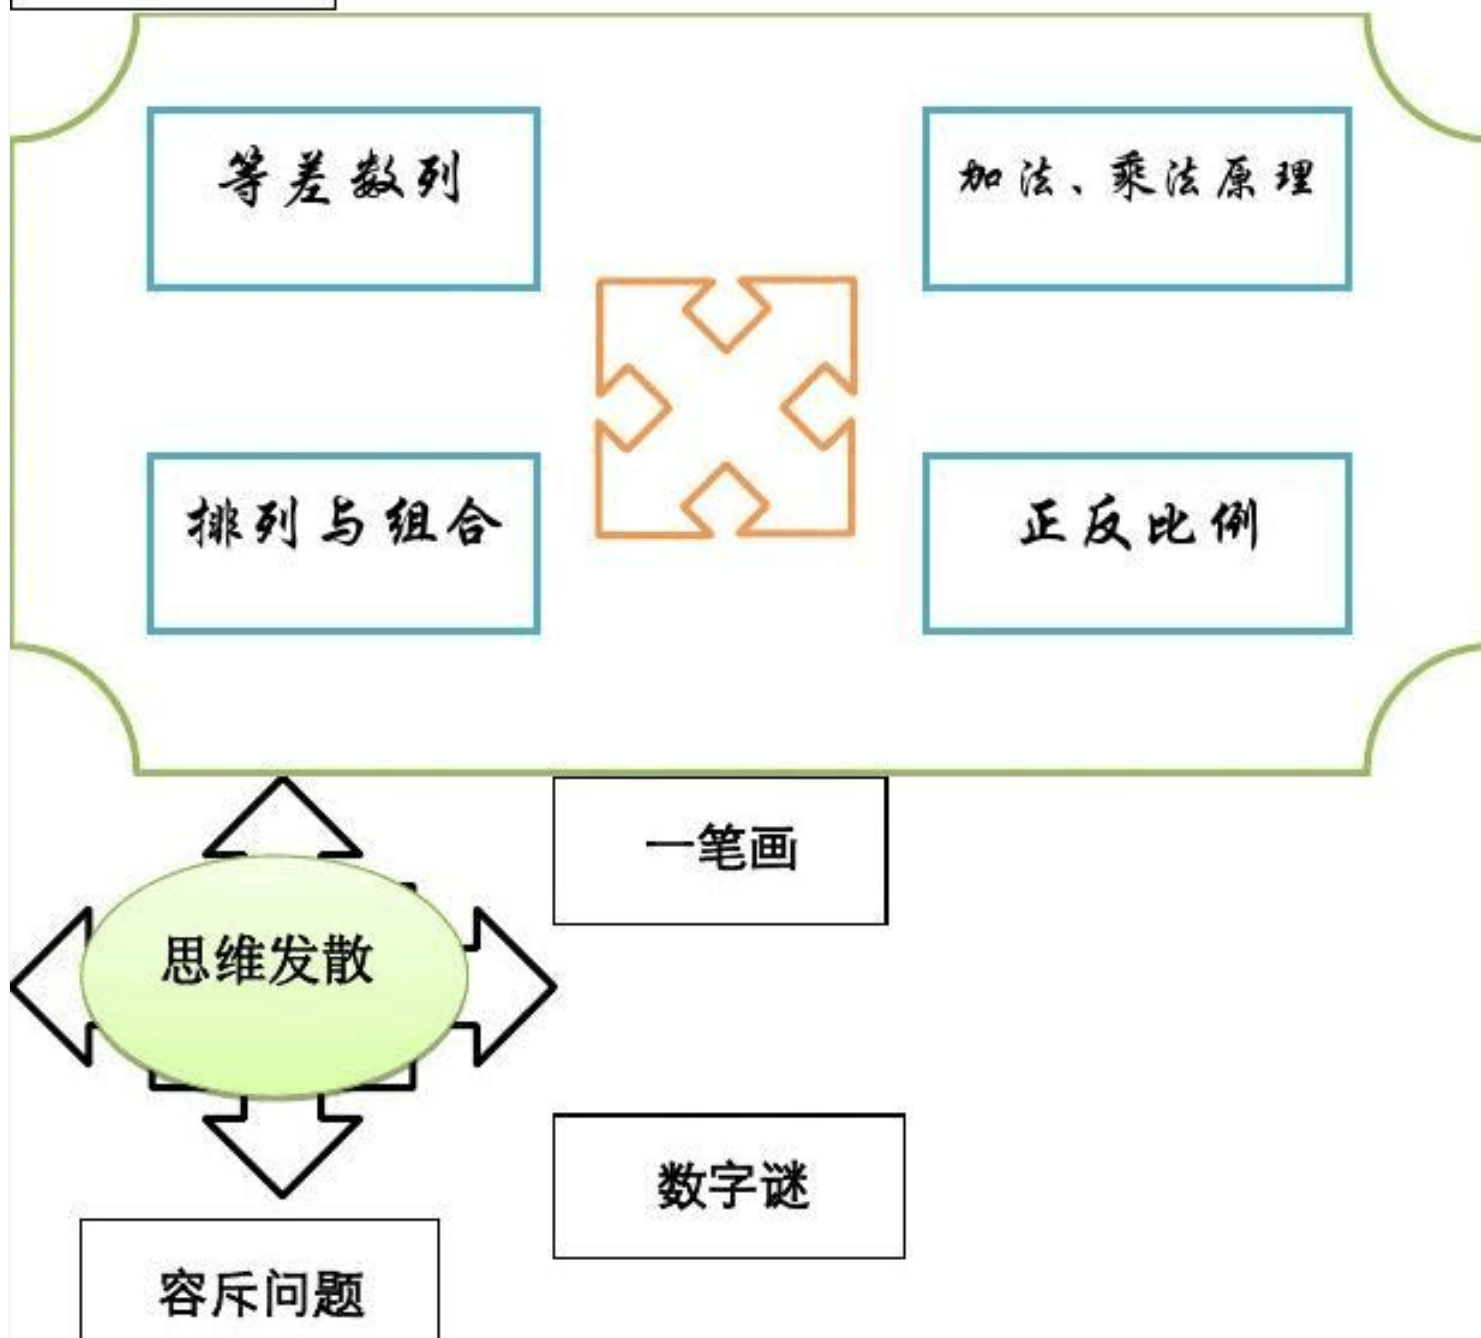 等差数列
加法、乘法原理
排列与组合
正反比例
一笔画
思维发散
数字谜
容斥问题